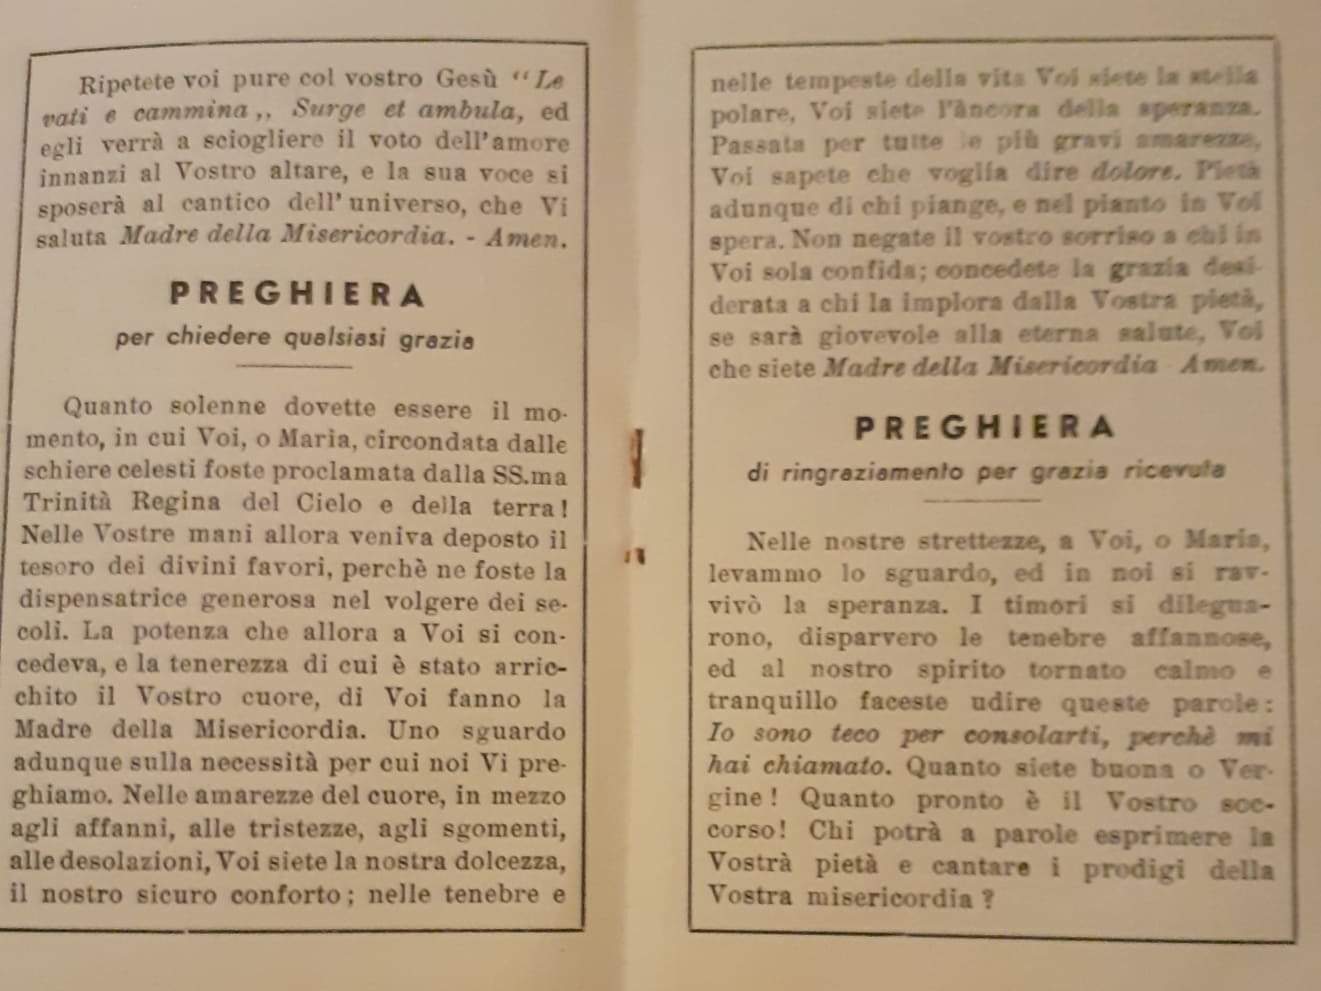 Ripetete voi pure col vostro Gesù “Le
vati e cammina,, Surge et ambula, ed
egli verrà a sciogliere il voto dell'amore
innanzi al Vostro altare, e la sua voce si
sposerà al cantico dell'universo, che Vi
saluta Madre della Misericordia. - Amen.
PREGHIERA
per chiedere qualsiasi grazia
Quanto solenne dovette essere il mo-
mento, in cui Voi, o Maria, circondata dalle
schiere celesti foste proclamata dalla SS.ma
Trinità Regina del Cielo e della terra!
Nelle Vostre mani allora veniva deposto il
tesoro dei divini favori, perchè ne foste la
dispensatrice generosa nel volgere dei se-
coli. La potenza che allora a Voi si con-
cedeva, e la tenerezza di cui è stato arric-
chito il Vostro cuore, di Voi fanno la
Madre della Misericordia. Uno sguardo
adunque sulla necessità per cui noi Vi pre-
ghiamo. Nelle amarezze del cuore, in mezzo
agli affanni, alle tristezze, agli sgomenti,
alle desolazioni, Voi siete la nostra dolcezza,
il nostro sicuro conforto; nelle tenebre e
nelle tempeste della vita Voi siete la stella
polare, Voi siete l'àncora della speranza.
Passata per tutte le più gravi amarezze,
Voi sapete che voglia dire dolore. Pietà
adunque di chi piange, e nel pianto in Voi
spera. Non negate il vostro sorriso a chi in
Voi sola confida; concedete la grazia desi-
derata a chi la implora dalla Vostra pietà,
se sarà giovevole alla eterna salute, Voi
che siete Madre della Misericordia - Amen.
PREGHIERA
di ringraziamento per grazia ricevuta
Nelle nostre strettezze, a Voi, o Maria,
levammo lo sguardo, ed in noi si rav-
vivò la speranza. I timori si dilegua-
rono, disparvero le tenebre affannose,
ed al nostro spirito tornato calmo e
tranquillo faceste udire queste parole:
Io sono teco per consolarti, perchè mi
hai chiamato. Quanto siete buona o Ver-
gine! Quanto pronto è il Vostro soc-
corso! Chi potrà a parole esprimere la
Vostrà pietà e cantare i prodigi della
Vostra misericordia?